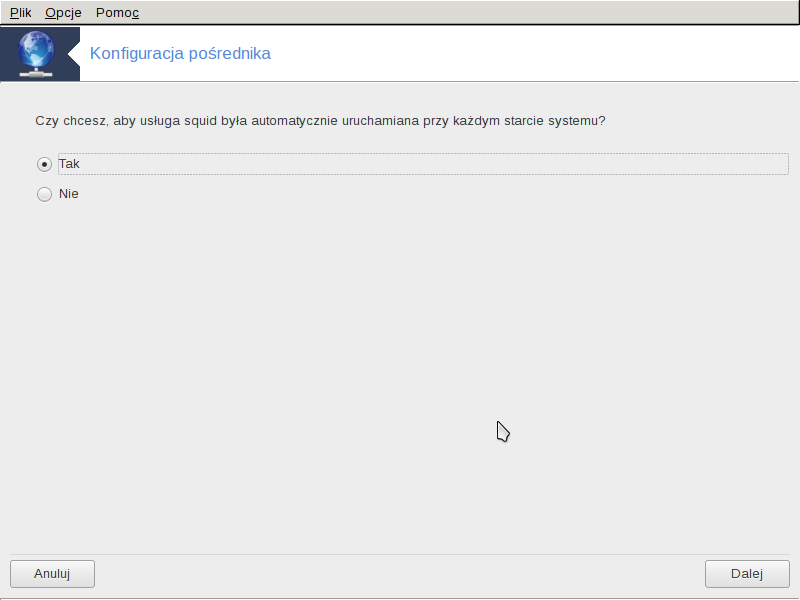 Plik Opcje Pomoc
Konfiguracja pośrednika
Czy chcesz, aby usługa squid była automatycznie uruchamiana przy każdym starcie systemu?
Tak
Nie
Anuluj Dalej